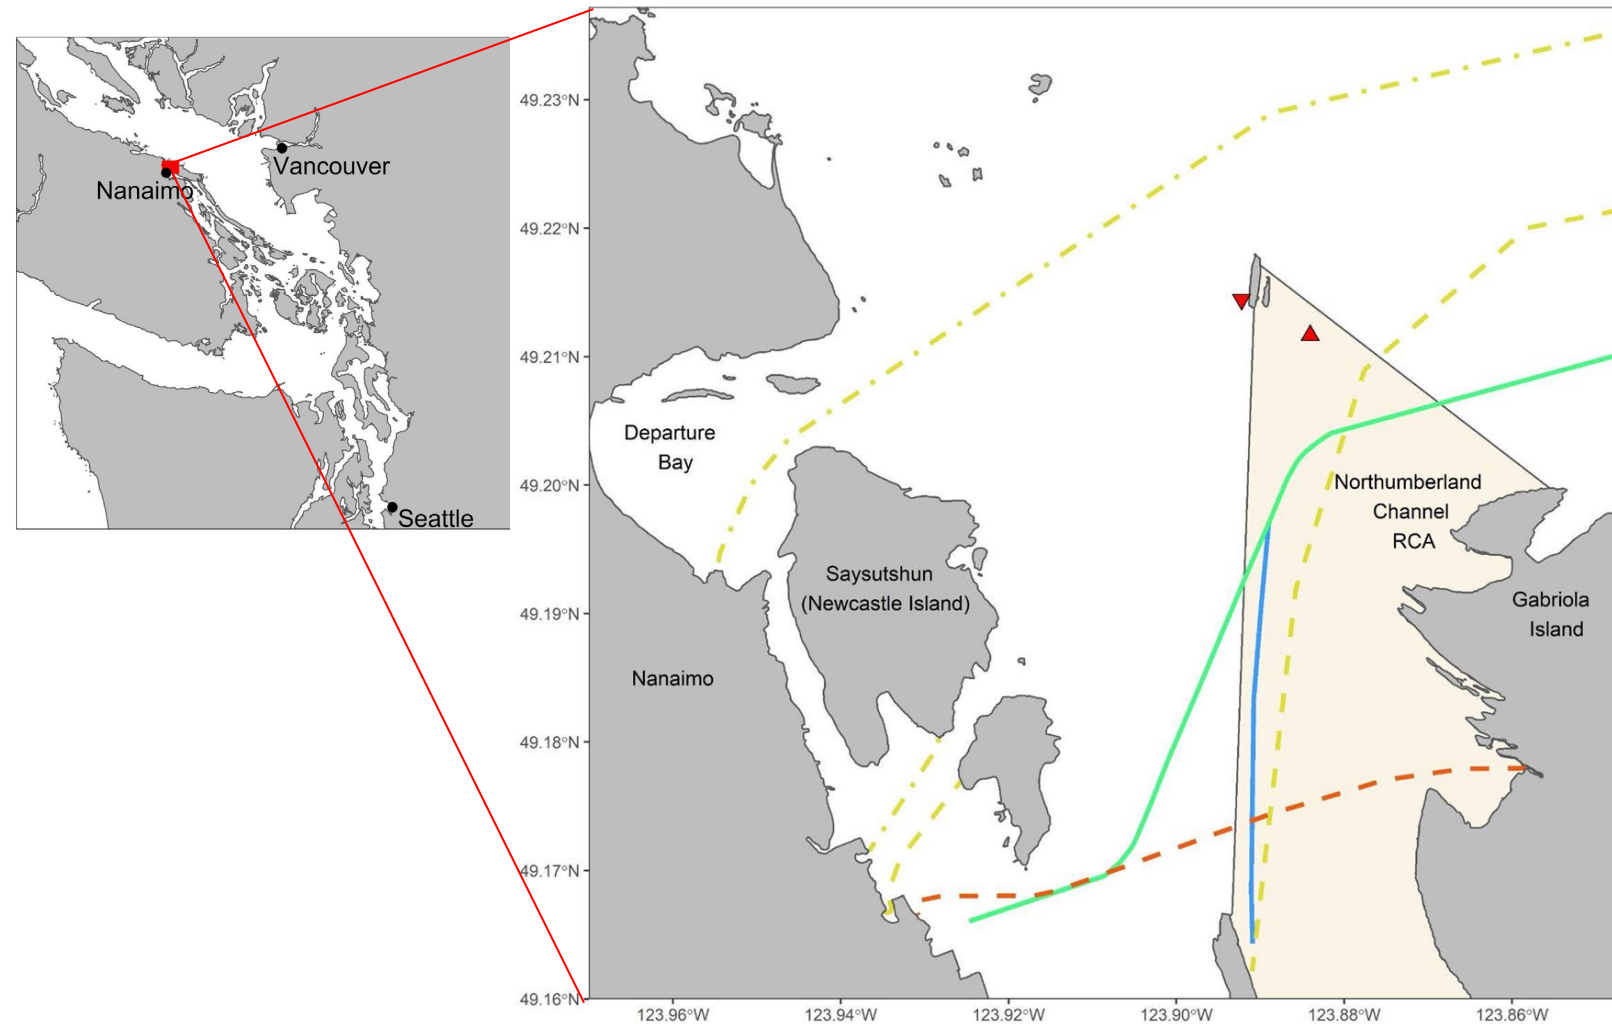 Vancouver
Nanaimo
Seattle
49.23°N
49.22°N
49.21°N
49.20°N
49.19°N
49.18°N
49.17°N
49.16°N
Departure
Bay
Saysutshun
(Newcastle Island)
Nanaimo
Northumberland
Channel
RCA
Gabriola
Island
123.96°W
123.94°W
123.92°W
123.90°W
123.88°W
123.86°W